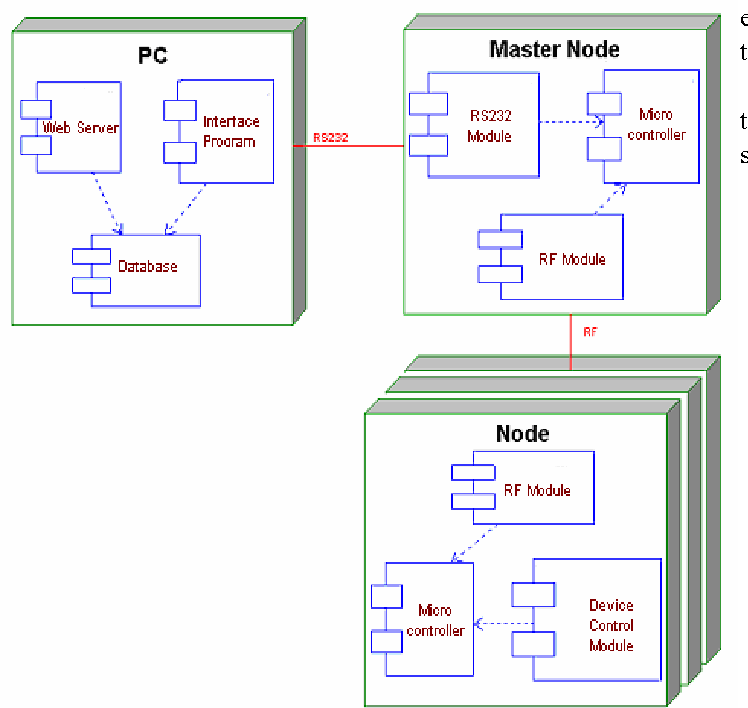 PC
Web Server
Interface
Program
Database
RS232
Master Node
RS232
Module
Micro
controller
RF Module
RF
Node
RF Module
Micro
controller
Device
Control
Module
e
t
t
s